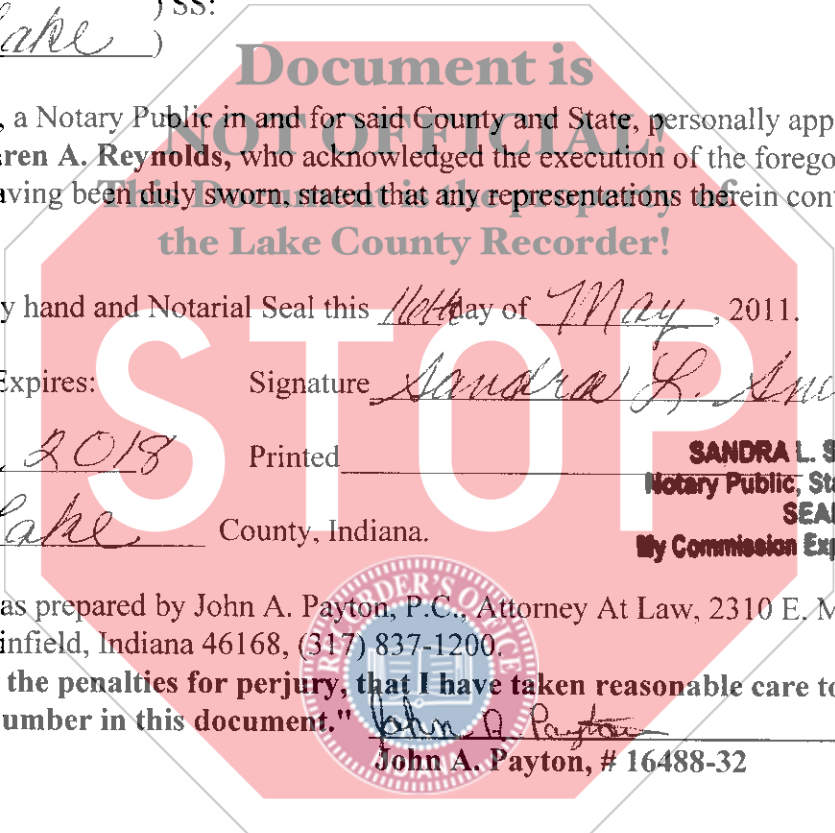 ) SS:
Lake )
Document is
, a Notary Public in and for said County and State, personally app
NOT OFFICIAL!
ren A. Reynolds, who acknowledged the execution of the forego
aving been duly sworn, stated that any representations therein con
This Document is the property of
the Lake County Recorder!
y hand and Notarial Seal this 16th day of May, 2011.
Expires: Signature Sandra L.
2018 Printed SANDRA L. S
Notary Public, Sta
SEAL
Lake County, Indiana.
My Commission Exp
STOP
as prepared by John A. Payton, P.C., Attorney At Law, 2310 E. M
infield, Indiana 46168, (317) 837-1200.
RECORDER'S OFFICE
the penalties for perjury, that I have taken reasonable care to
umber in this document." John A Payton
John A. Payton, # 16488-32